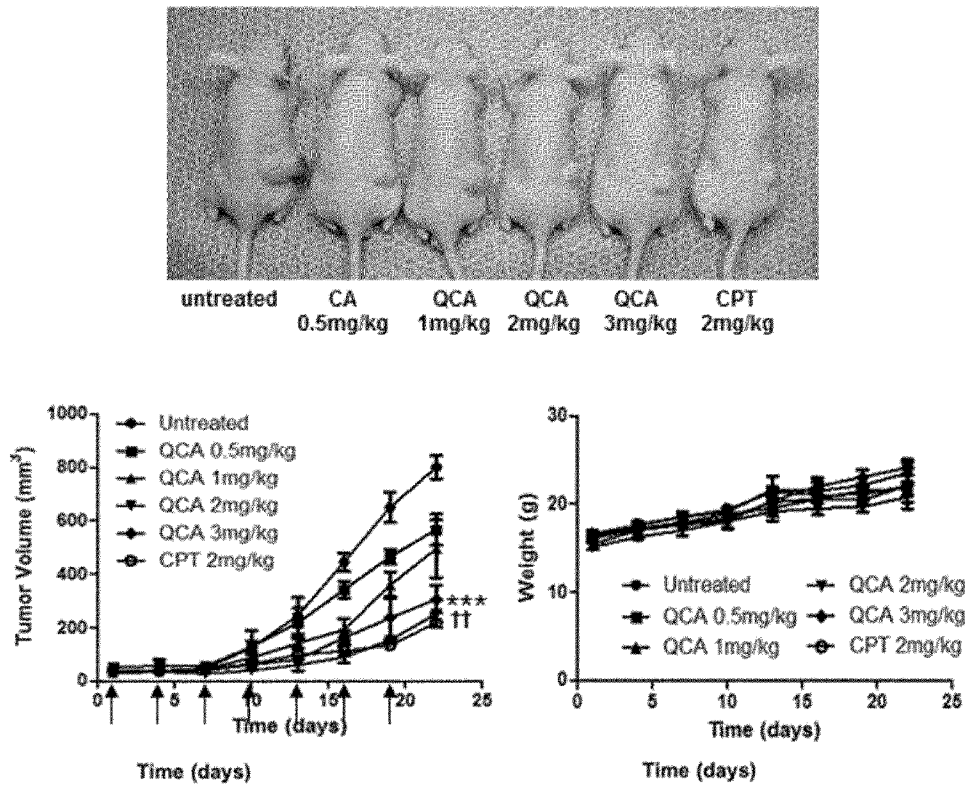 untreated CA QCA QCA QCA CPT
0.5mg/kg 1mg/kg 2mg/kg 3mg/kg 2mg/kg
1000
800
600
400
200
0
Tumor Volume (mm³)
Untreated
QCA 0.5mg/kg
QCA 1mg/kg
QCA 2mg/kg
QCA 3mg/kg
CPT 2mg/kg
***
††
0 5 10 15 20 25
Time (days)
Time (days)
30
20
10
0
Weight (g)
Untreated QCA 2mg/kg
QCA 0.5mg/kg QCA 3mg/kg
QCA 1mg/kg CPT 2mg/kg
0 5 10 15 20 25
Time (days)
Time (days)